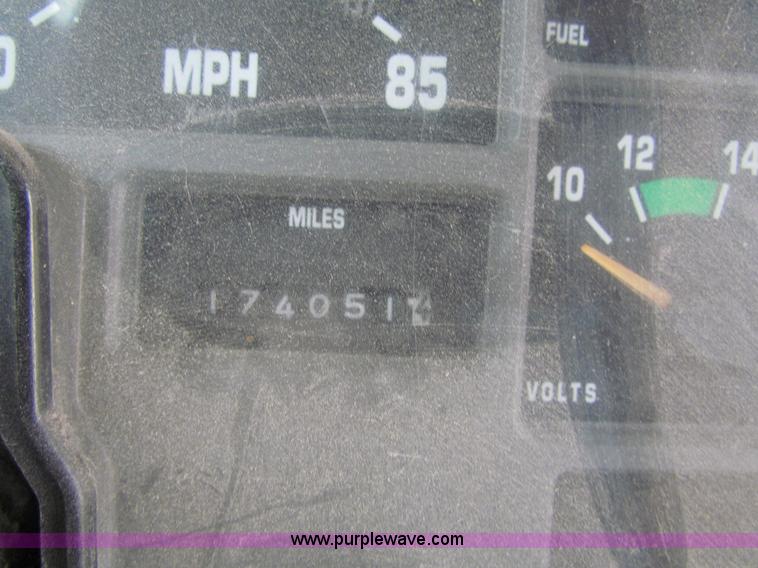 MPH 85
FUEL
MILES
174051
10 12 14
VOLTS
www.purplewave.com